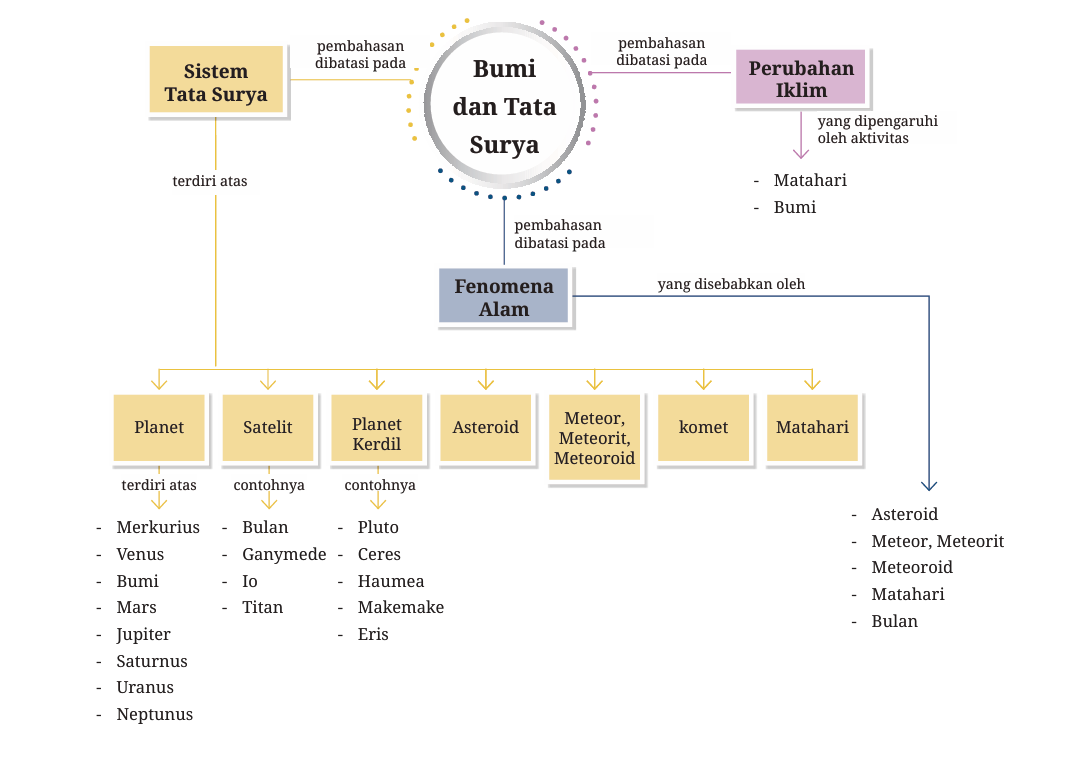 Bumi
dan Tata
Surya
pembahasan
dibatasi pada
Sistem
Tata Surya
pembahasan
dibatasi pada
Perubahan
Iklim
yang dipengaruhi
oleh aktivitas
- Matahari
- Bumi
terdiri atas
pembahasan
dibatasi pada
Fenomena
Alam
yang disebabkan oleh
Planet
Satelit
Planet
Kerdil
Asteroid
Meteor,
Meteorit,
Meteoroid
komet
Matahari
terdiri atas
- Merkurius
- Venus
- Bumi
- Mars
- Jupiter
- Saturnus
- Uranus
- Neptunus
contohnya
- Bulan
- Ganymede
- Io
- Titan
contohnya
- Pluto
- Ceres
- Haumea
- Makemake
- Eris
- Asteroid
- Meteor, Meteorit
- Meteoroid
- Matahari
- Bulan